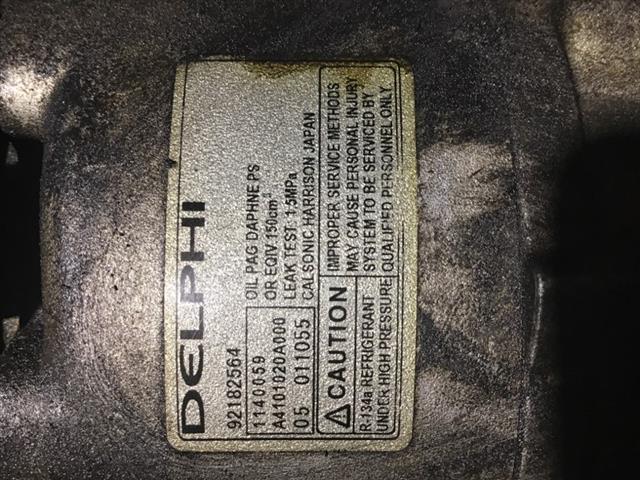 DELPHI
92182564
1140059
A4101020A000
05 011055
OIL PAG DAPHNE PS
OR EQIV 150cm³
LEAK TEST 1.5MPa
CALSONIC HARRISON JAPAN
⚠CAUTION
R-134a REFRIGERANT
UNDER HIGH PRESSURE
IMPROPER SERVICE METHODS
MAY CAUSE PERSONAL INJURY
SYSTEM TO BE SERVICED BY
QUALIFIED PERSONNEL ONLY